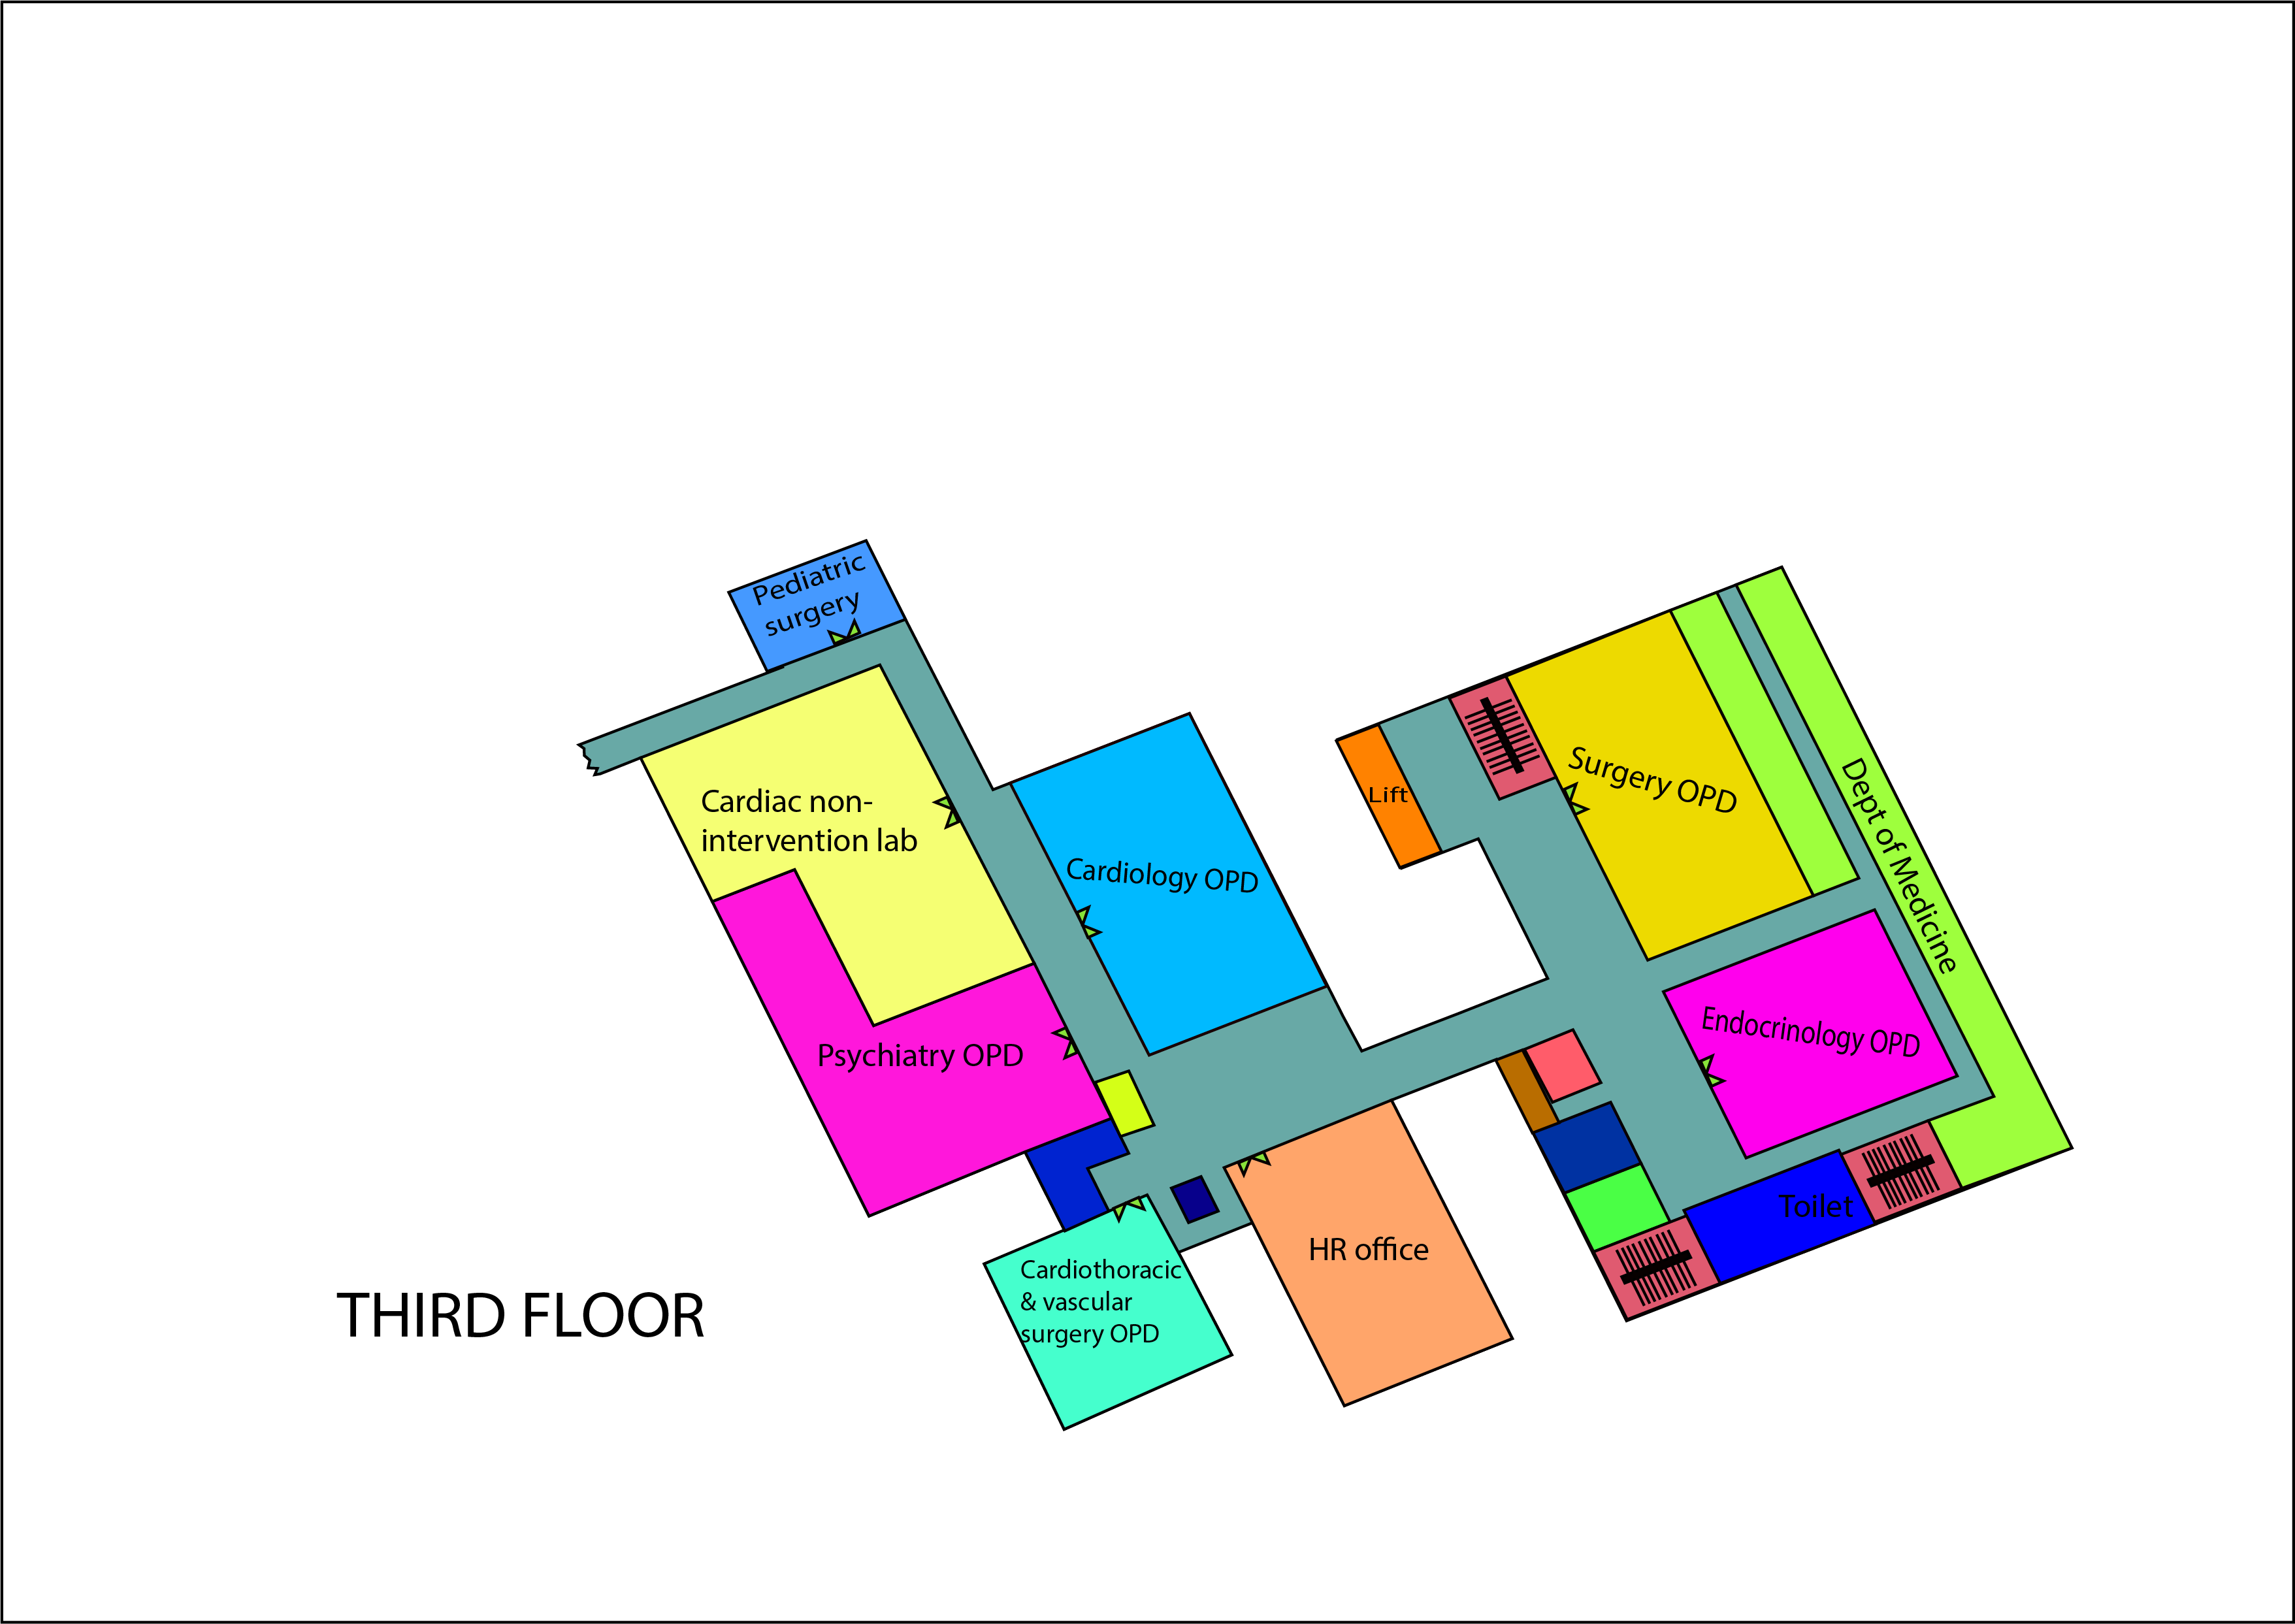 Pediatric
surgery
Cardiac non-
intervention lab
Cardiology OPD
Lift
Surgery OPD
Dept of Medicine
Psychiatry OPD
Endocrinology OPD
Toilet
HR office
Cardiothoracic
& vascular
surgery OPD
THIRD FLOOR